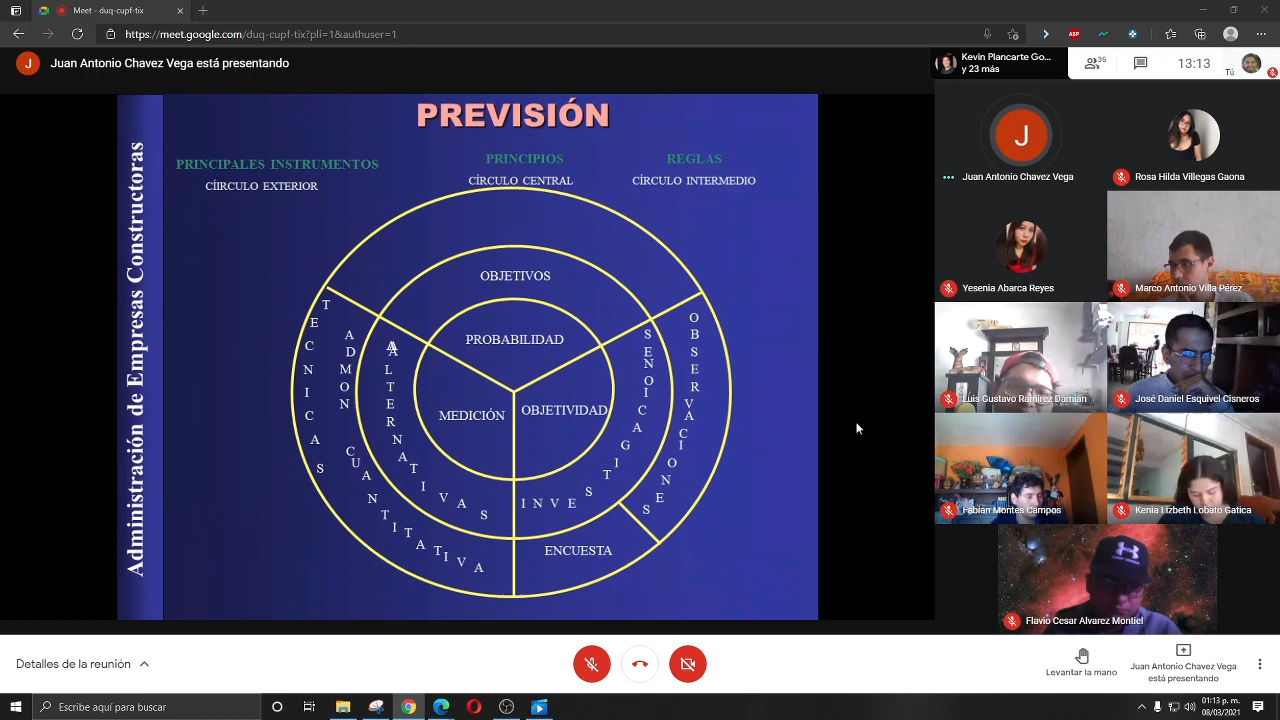 Meet - duq-cupf-tix
https://meet.google.com/duq-cupf-tix?pli=1&authuser=1
ABP
J
Juan Antonio Chavez Vega está presentando
Kevin Plancarte Go...
y 23 más
35
13:13
Tú
Administración de Empresas Constructoras
PREVISIÓN
PRINCIPALES INSTRUMENTOS
CÍIRCULO EXTERIOR
PRINCIPIOS
CÍRCULO CENTRAL
REGLAS
CÍRCULO INTERMEDIO
OBJETIVOS
PROBABILIDAD
MEDICIÓN
OBJETIVIDAD
TECNICAS
ADMON CUANTITATIVA
ALTERNATIVAS
INVESTIGACIONES
OBSERVACIONES
ENCUESTA
J
Juan Antonio Chavez Vega
Rosa Hilda Villegas Gaona
Yesenia Abarca Reyes
Marco Antonio Villa Pérez
Luis Gustavo Ramirez Damian
José Daniel Esquivel Cisneros
Fabian Montes Campos
Kenia Lizbeth Lobato Gatica
Flavio Cesar Alvarez Montiel
Detalles de la reunión
Levantar la mano
Juan Antonio Chavez Vega
está presentando
Escribe aquí para buscar
01:13 p. m.
08/03/2021